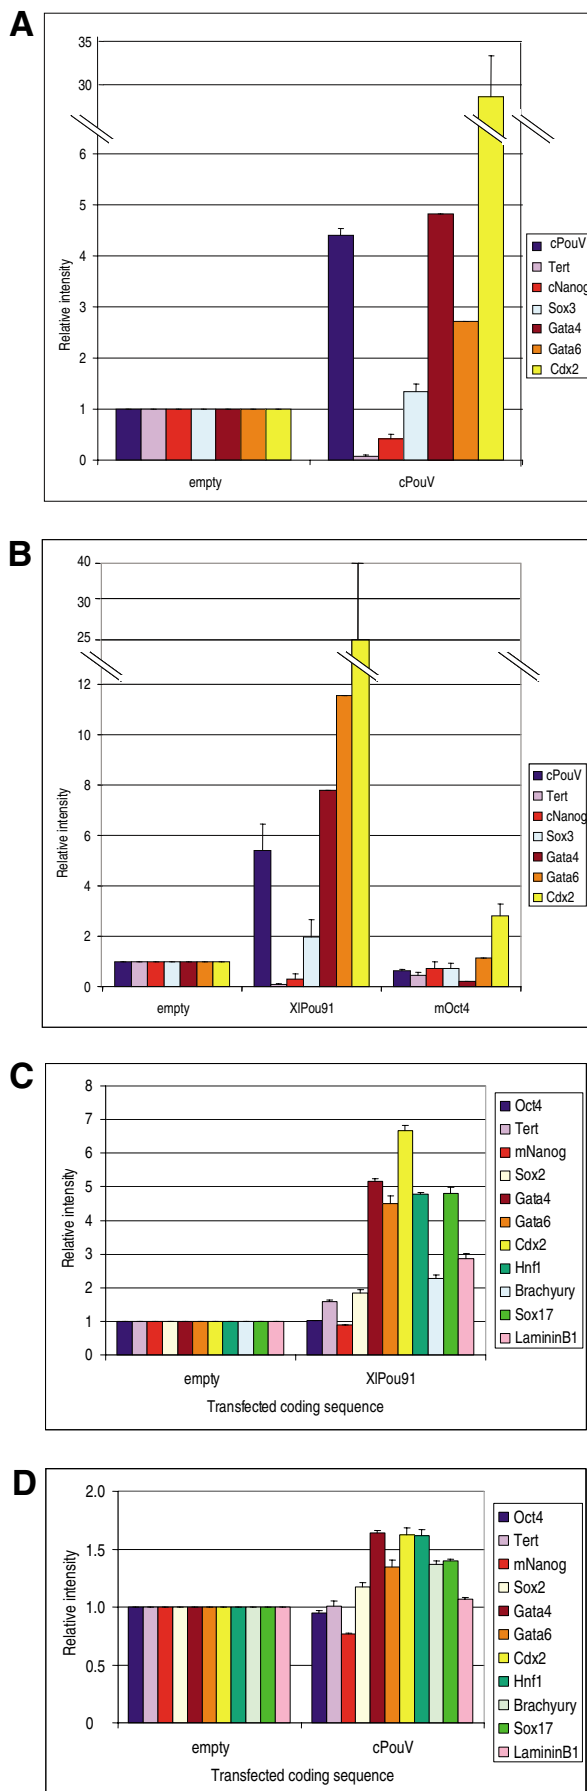 A
35
30
6
5
4
3
2
1
0
Relative intensity
empty
cPouV
cPouV
Tert
cNanog
Sox3
Gata4
Gata6
Cdx2
B
40
30
25
12
10
8
6
4
2
0
Relative intensity
empty
XlPou91
mOct4
cPouV
Tert
cNanog
Sox3
Gata4
Gata6
Cdx2
C
8
7
6
5
4
3
2
1
0
Relative intensity
empty
XlPou91
Transfected coding sequence
Oct4
Tert
mNanog
Sox2
Gata4
Gata6
Cdx2
Hnf1
Brachyury
Sox17
LamininB1
D
2.0
1.5
1.0
0.5
0
Relative intensity
empty
cPouV
Transfected coding sequence
Oct4
Tert
mNanog
Sox2
Gata4
Gata6
Cdx2
Hnf1
Brachyury
Sox17
LamininB1